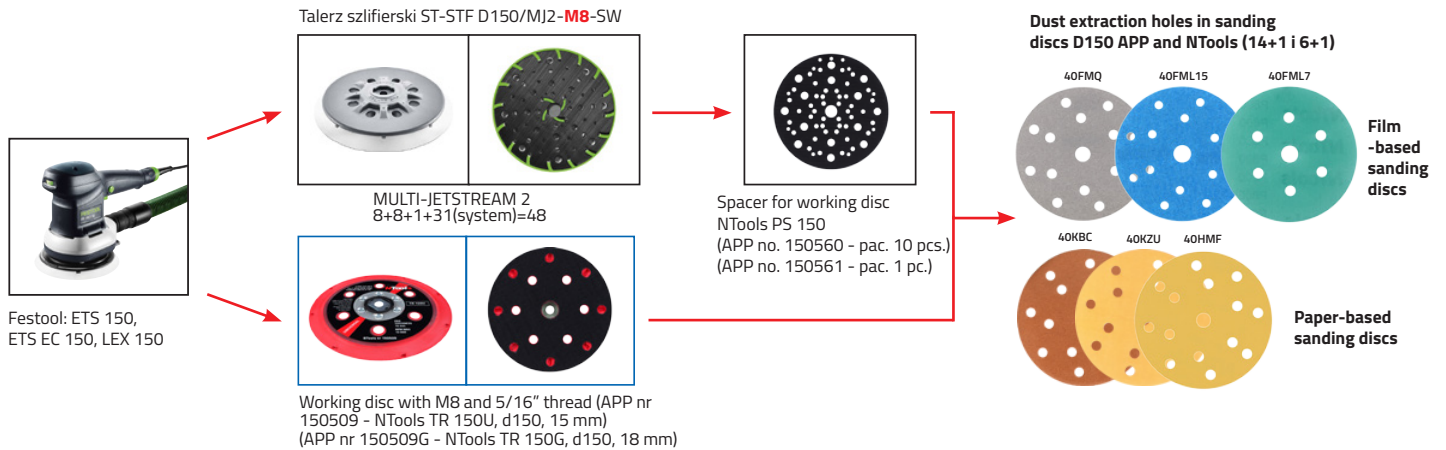 Talerz szlifierski ST-STF D150/MJ2-M8-SW
MULTI-JETSTREAM 2
8+8+1+31(system)=48
Festool: ETS 150,
ETS EC 150, LEX 150
Working disc with M8 and 5/16” thread (APP nr
150509 - NTools TR 150U, d150, 15 mm)
(APP nr 150509G - NTools TR 150G, d150, 18 mm)
Spacer for working disc
NTools PS 150
(APP no. 150560 - pac. 10 pcs.)
(APP no. 150561 - pac. 1 pc.)
Dust extraction holes in sanding
discs D150 APP and NTools (14+1 i 6+1)
40FMQ
40FML15
40FML7
Film
-based
sanding
discs
40KBC
40KZU
40HMF
Paper-based
sanding discs